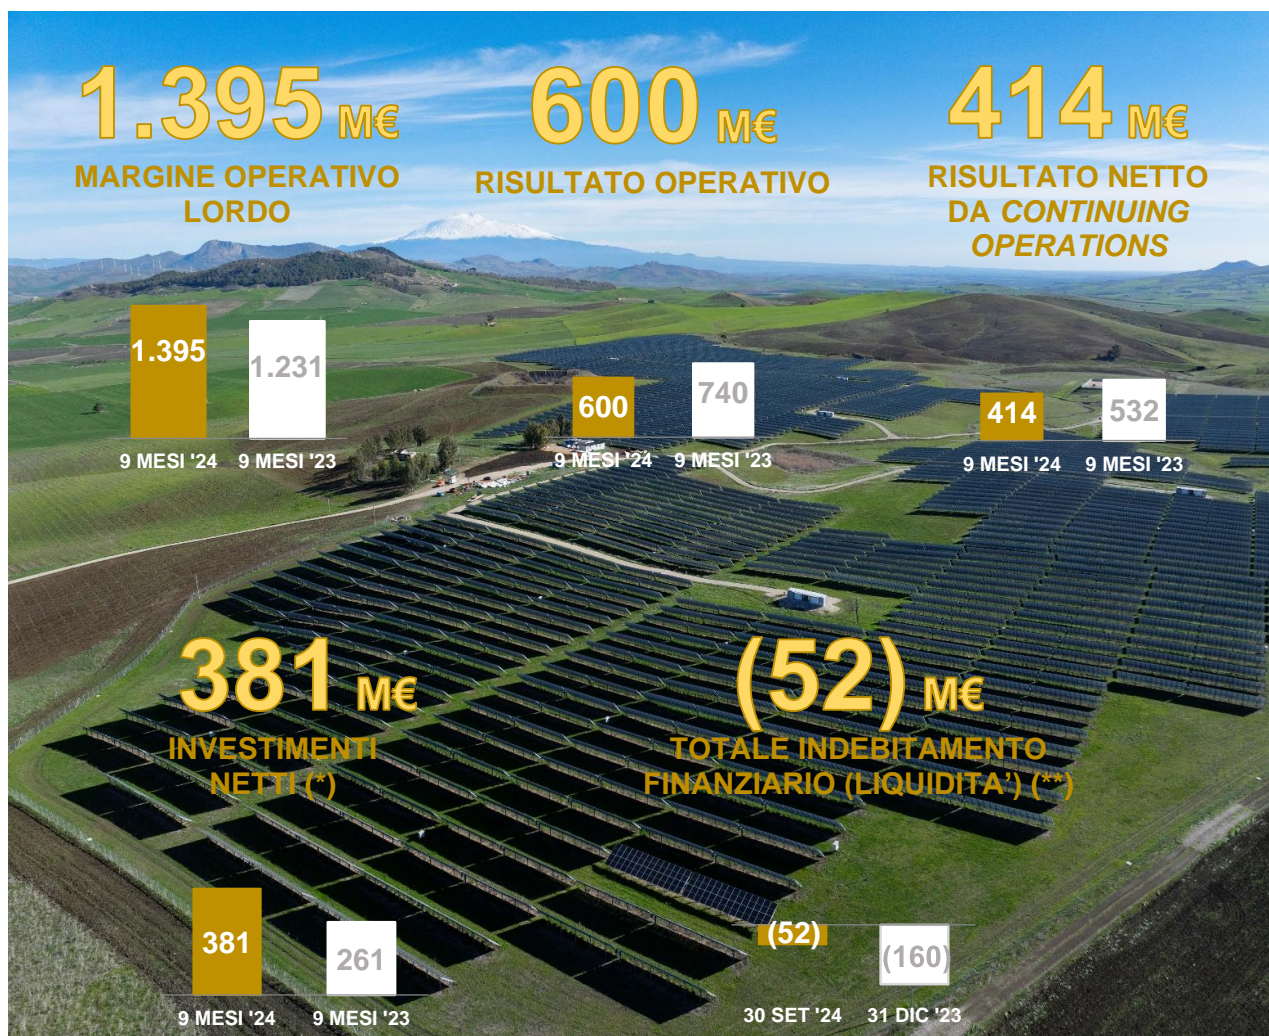 1.395 M€
MARGINE OPERATIVO
LORDO
600 M€
RISULTATO OPERATIVO
414 M€
RISULTATO NETTO
DA CONTINUING
OPERATIONS
1.395
1.231
9 MESI '24 9 MESI '23
600
740
9 MESI '24 9 MESI '23
414
532
9 MESI '24 9 MESI '23
381 M€
INVESTIMENTI
NETTI (*)
(52) M€
TOTALE INDEBITAMENTO
FINANZIARIO (LIQUIDITA’) (**)
381
261
9 MESI '24 9 MESI '23
(52)
(160)
30 SET '24 31 DIC '23